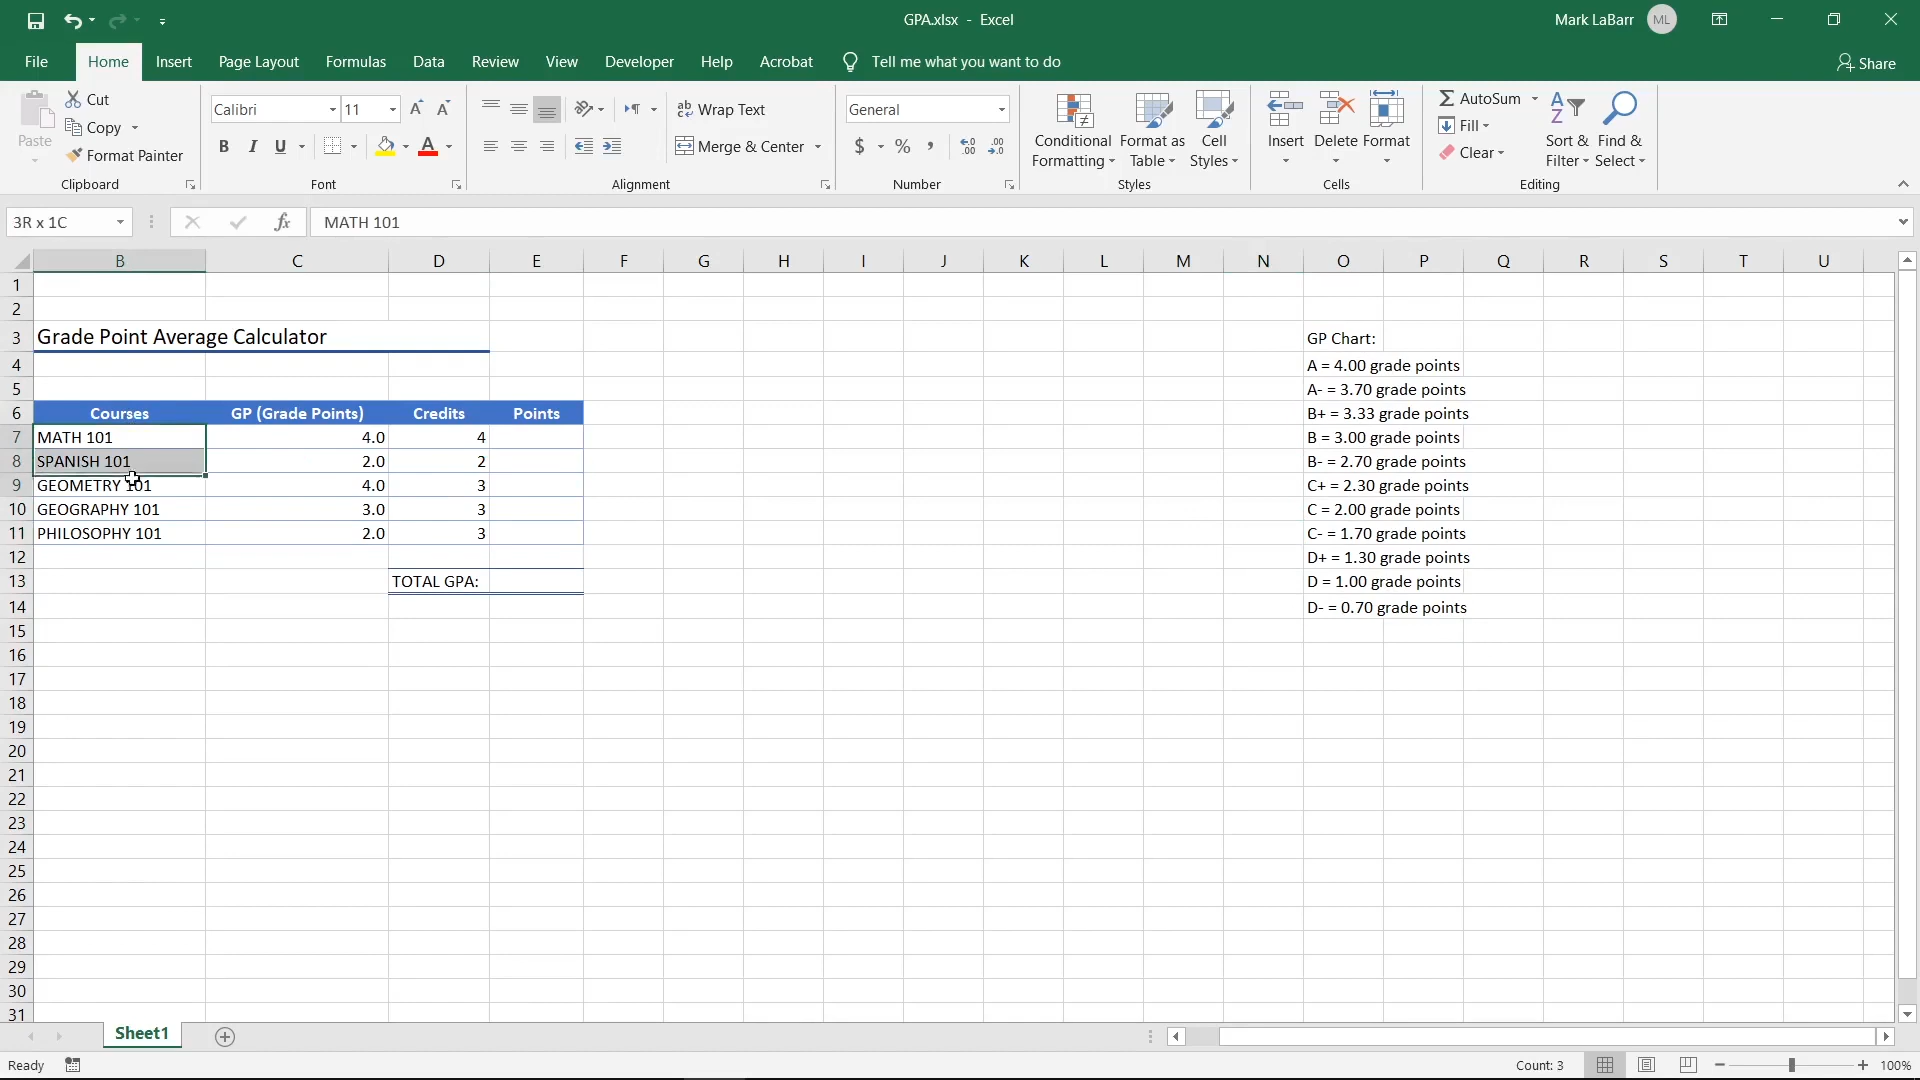 GPA.xlsx - Excel
Mark LaBarr ML
File Home Insert Page Layout Formulas Data Review View Developer Help Acrobat Tell me what you want to do Share
Paste Cut Copy Format Painter
Clipboard
Calibri 11
B I U A
Font
Wrap Text
Merge & Center
Alignment
General
$ % ,
Number
Conditional Formatting Format as Table Cell Styles
Styles
Insert Delete Format
Cells
AutoSum Fill Clear
Sort & Filter Find & Select
Editing
3R x 1C fx MATH 101
B C D E F G H I J K L M N O P Q R S T U
1
2
3 Grade Point Average Calculator GP Chart:
4 A = 4.00 grade points
5 A- = 3.70 grade points
6 Courses GP (Grade Points) Credits Points B+ = 3.33 grade points
7 MATH 101 4.0 4 B = 3.00 grade points
8 SPANISH 101 2.0 2 B- = 2.70 grade points
9 GEOMETRY 101 4.0 3 C+ = 2.30 grade points
10 GEOGRAPHY 101 3.0 3 C = 2.00 grade points
11 PHILOSOPHY 101 2.0 3 C- = 1.70 grade points
12 D+ = 1.30 grade points
13 TOTAL GPA: D = 1.00 grade points
14 D- = 0.70 grade points
15
16
17
18
19
20
21
22
23
24
25
26
27
28
29
30
31
Sheet1
Ready Count: 3 100%